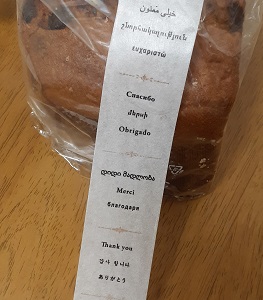 خیلی ممنون
շնորհակալություն
ευχαριστώ
Спасибо
մերսի
Obrigado
დიდი მადლობა
Merci
благодаря
Thank you
감사 합니다
ありがとう